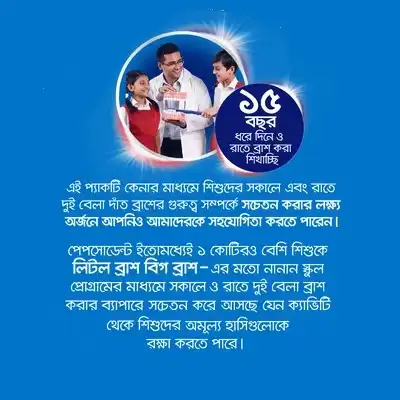 ১৫
বছর
ধরে দিনে ও
রাতে ব্রাশ করা
শিখাচ্ছি
এই প্যাকটি কেনার মাধ্যমে শিশুদের সকালে এবং রাতে
দুই বেলা দাঁত ব্রাশের গুরুত্ব সম্পর্কে সচেতন করার লক্ষ্য
অর্জনে আপনিও আমাদেরকে সহযোগিতা করতে পারেন।
পেপসোডেন্ট ইতোমধ্যেই ১ কোটিরও বেশি শিশুকে
লিটল ব্রাশ বিগ ব্রাশ – এর মতো নানান স্কুল
প্রোগ্রামের মাধ্যমে সকালে ও রাতে দুই বেলা ব্রাশ
করার ব্যাপারে সচেতন করে আসছে যেন ক্যাভিটি
থেকে শিশুদের অমূল্য হাসিগুলোকে
রক্ষা করতে পারে।